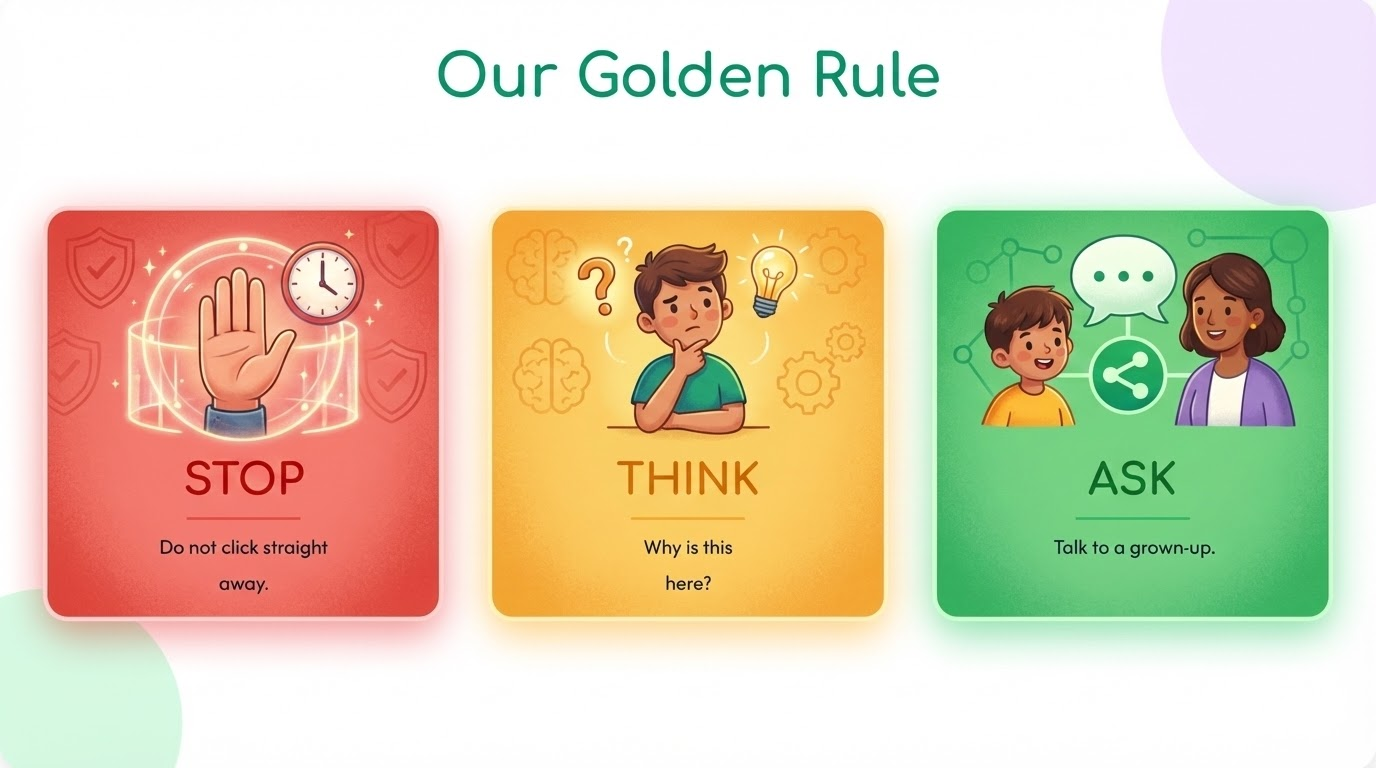 Our Golden Rule
STOP
Do not click straight
away.
THINK
Why is this
here?
ASK
Talk to a grown-up.